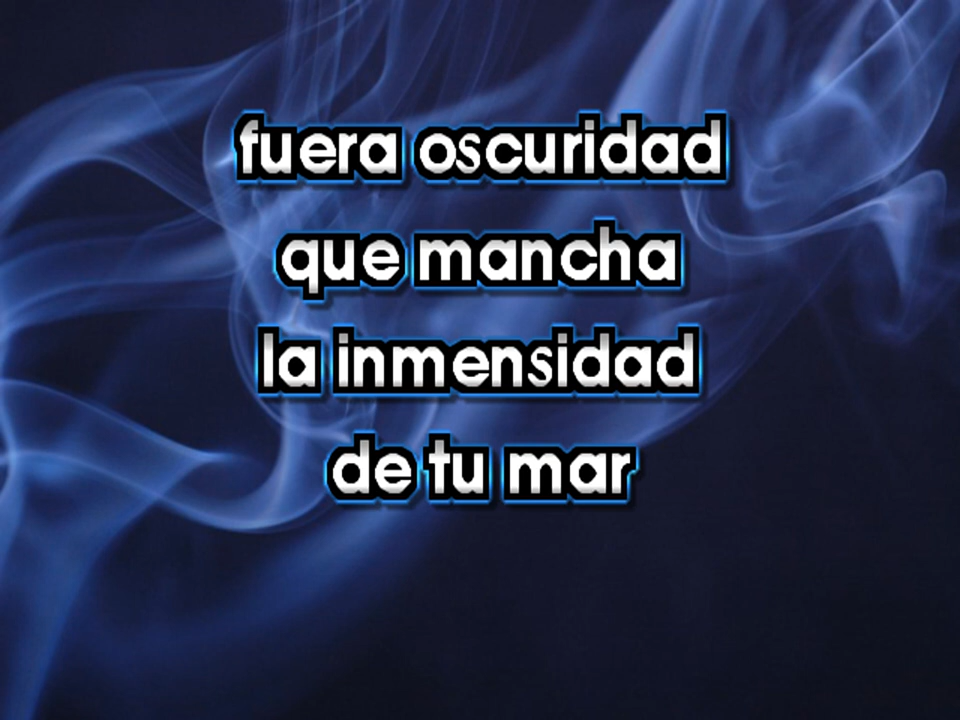 fuera oscuridad
que mancha
la inmensidad
de tu mar